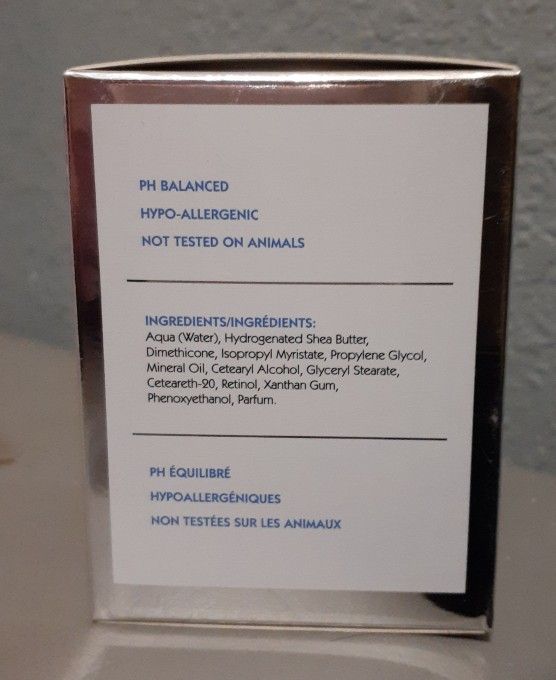 PH BALANCED
HYPO-ALLERGENIC
NOT TESTED ON ANIMALS
INGREDIENTS/INGRÉDIENTS:
Aqua (Water), Hydrogenated Shea Butter,
Dimethicone, Isopropyl Myristate, Propylene Glycol,
Mineral Oil, Cetearyl Alcohol, Glyceryl Stearate,
Ceteareth-20, Retinol, Xanthan Gum,
Phenoxyethanol, Parfum.
PH ÉQUILIBRÉ
HYPOALLERGÉNIQUES
NON TESTÉES SUR LES ANIMAUX